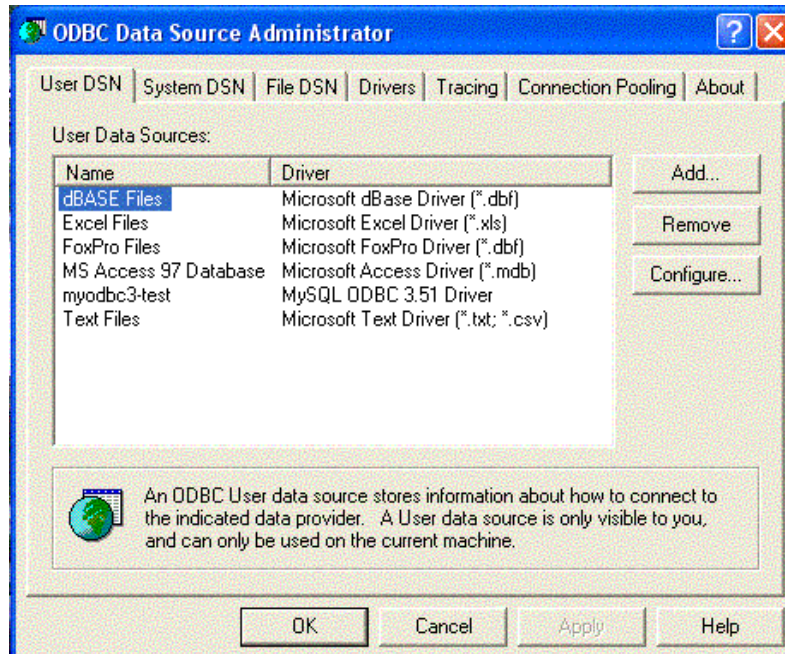 ODBC Data Source Administrator
User DSN System DSN File DSN Drivers Tracing Connection Pooling About
User Data Sources:
Name Driver
dBASE Files Microsoft dBase Driver (*.dbf)
Excel Files Microsoft Excel Driver (*.xls)
FoxPro Files Microsoft FoxPro Driver (*.dbf)
MS Access 97 Database Microsoft Access Driver (*.mdb)
myodbc3-test MySQL ODBC 3.51 Driver
Text Files Microsoft Text Driver (*.txt; *.csv)
Add...
Remove
Configure...
An ODBC User data source stores information about how to connect to
the indicated data provider. A User data source is only visible to you,
and can only be used on the current machine.
OK Cancel Apply Help